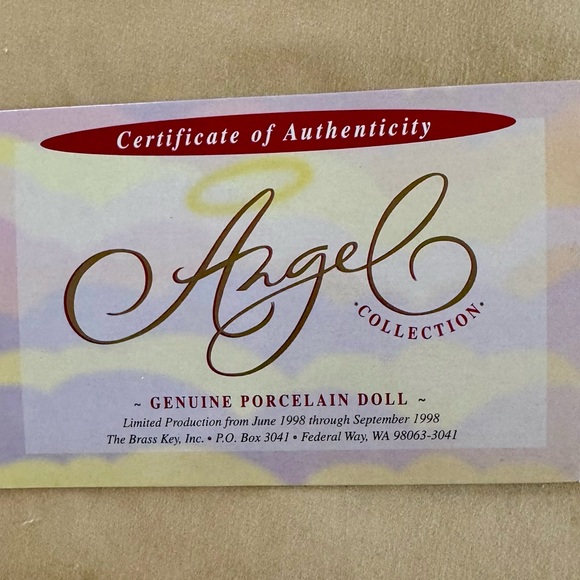 Certificate of Authenticity
Angel
·COLLECTION·
~ GENUINE PORCELAIN DOLL ~
Limited Production from June 1998 through September 1998
The Brass Key, Inc. • P.O. Box 3041 • Federal Way, WA 98063-3041